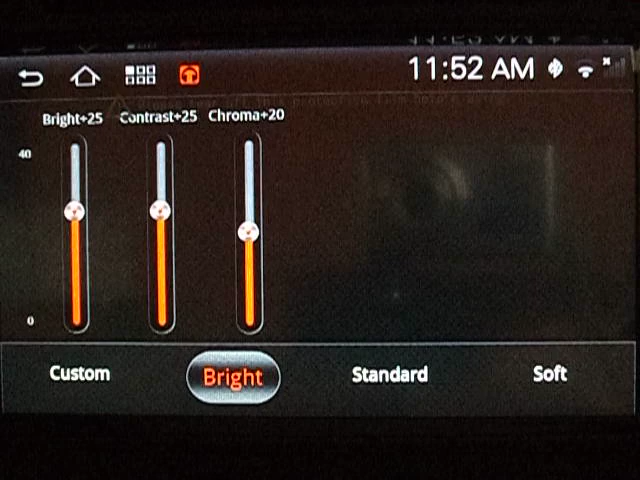 11:52 AM
Bright+25 Contrast+25 Chroma+20
40
0
Custom Bright Standard Soft